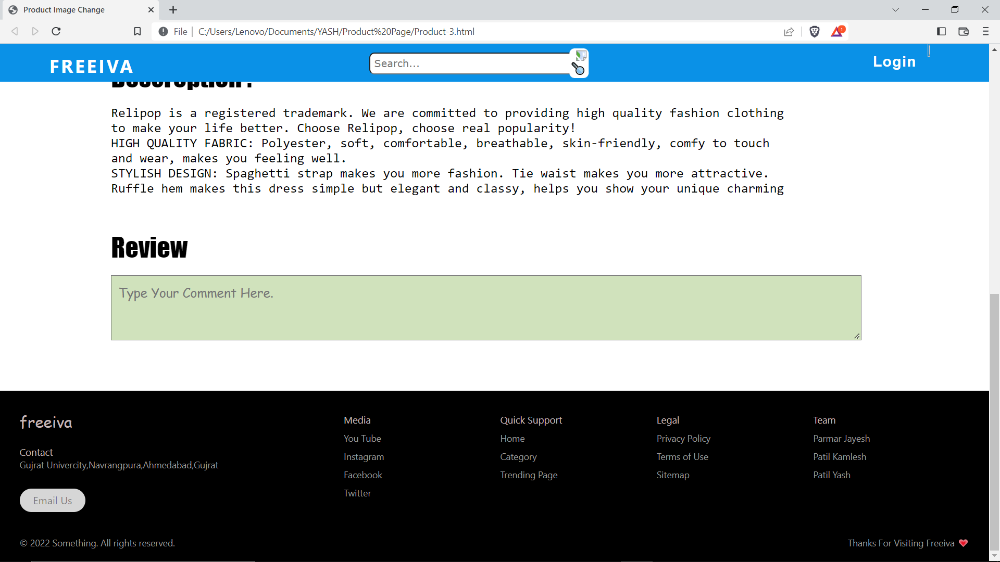 Product Image Change
File
C:/Users/Lenovo/Documents/YASH/Product%20Page/Product-3.html
1
FREEIVA
Search...
Login
Relipop is a registered trademark. We are committed to providing high quality fashion clothing
to make your life better. Choose Relipop, choose real popularity!
HIGH QUALITY FABRIC: Polyester, soft, comfortable, breathable, skin-friendly, comfy to touch
and wear, makes you feeling well.
STYLISH DESIGN: Spaghetti strap makes you more fashion. Tie waist makes you more attractive.
Ruffle hem makes this dress simple but elegant and classy, helps you show your unique charming
Review
Type Your Comment Here.
freeiva
Contact
Gujrat Univercity,Navrangpura,Ahmedabad,Gujrat
Email Us
Media
You Tube
Instagram
Facebook
Twitter
Quick Support
Home
Category
Trending Page
Legal
Privacy Policy
Terms of Use
Sitemap
Team
Parmar Jayesh
Patil Kamlesh
Patil Yash
© 2022 Something. All rights reserved.
Thanks For Visiting Freeiva ❤